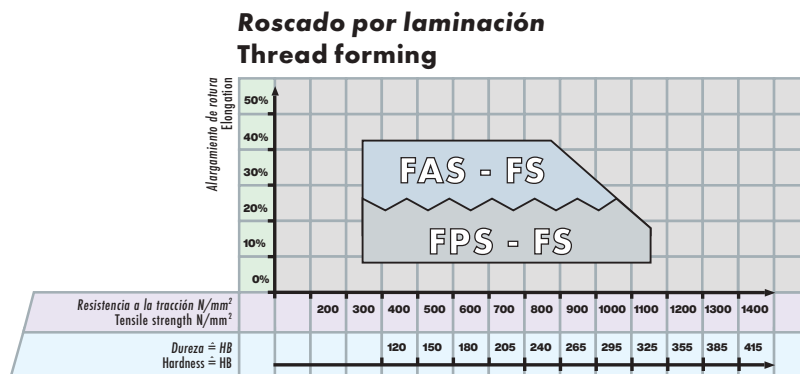 Roscado por laminación
Thread forming
Alargamiento de rotura
Elongation
50%
40%
30%
20%
10%
0%
FAS - FS
FPS - FS
Resistencia a la tracción N/mm²
Tensile strength N/mm²
200 300 400 500 600 700 800 900 1000 1100 1200 1300 1400
Dureza ≙ HB
Hardness ≙ HB
120 150 180 205 240 265 295 325 355 385 415